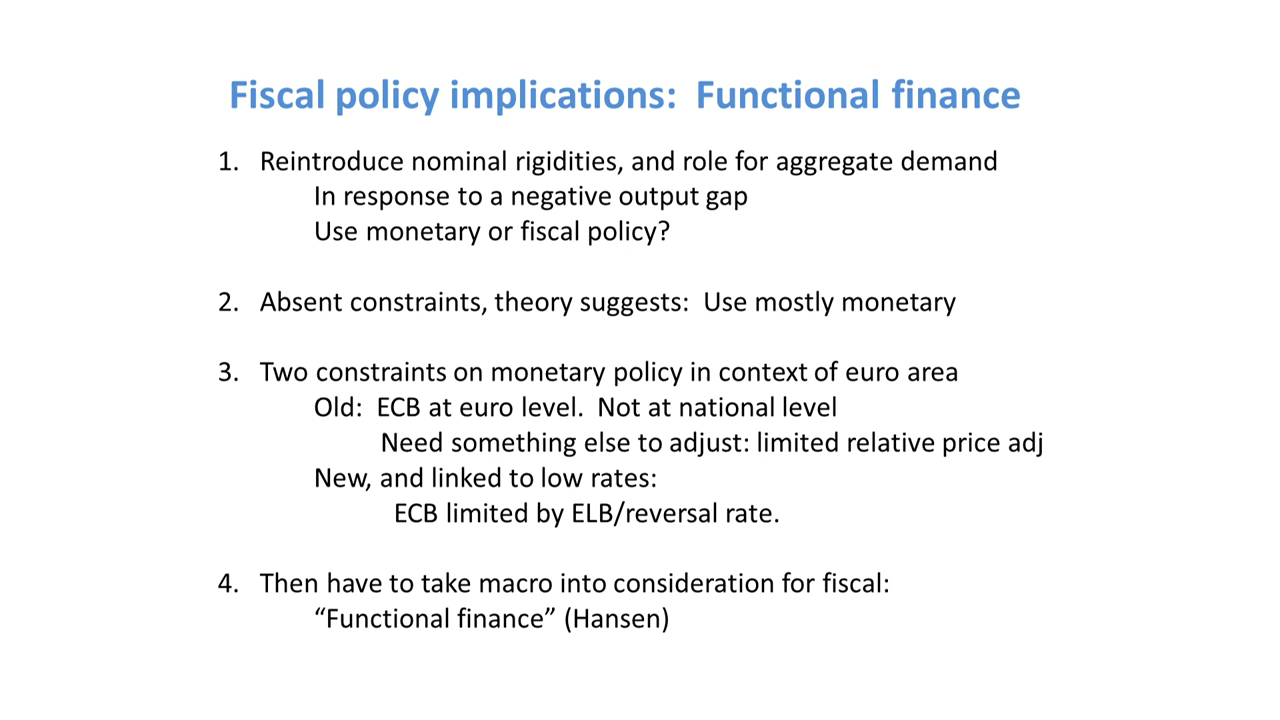 Fiscal policy implications:  Functional finance
1. Reintroduce nominal rigidities, and role for aggregate demand
In response to a negative output gap
Use monetary or fiscal policy?
2. Absent constraints, theory suggests:  Use mostly monetary
3. Two constraints on monetary policy in context of euro area
Old:  ECB at euro level.  Not at national level
Need something else to adjust: limited relative price adj
New, and linked to low rates:
ECB limited by ELB/reversal rate.
4. Then have to take macro into consideration for fiscal:
“Functional finance” (Hansen)